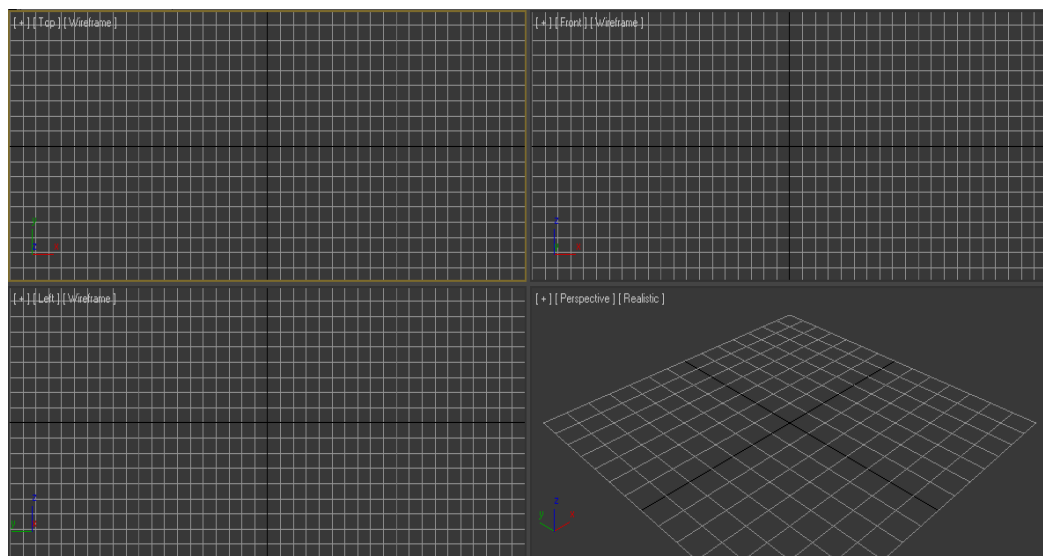 [ + ] [ Top ] [ Wireframe ]
[ + ] [ Front ] [ Wireframe ]
z
x
z
x
[ + ] [ Left ] [ Wireframe ]
[ + ] [ Perspective ] [ Realistic ]
z
y
z
y
x